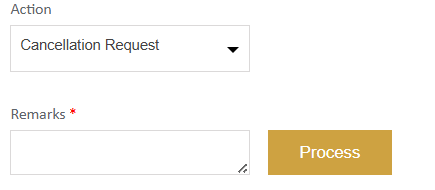 Action
Cancellation Request
Remarks *
Process